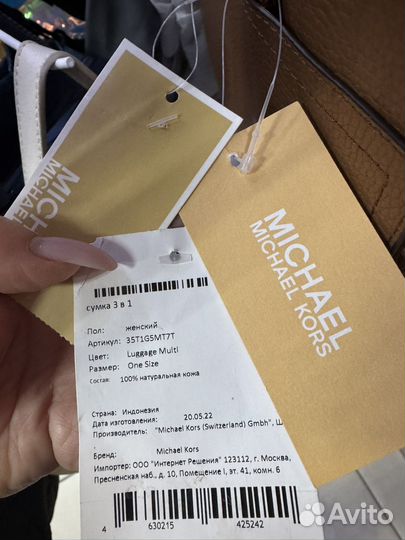 MICHAEL
MICHAEL
MICHAEL
MICHAEL KORS
сумка 3 в 1
Пол: женский
Артикул: 35T1G5MT7T
Цвет: Luggage Multi
Размер: One Size
Состав: 100% натуральная кожа
Страна: Индонезия
Дата изготовления: 20.05.22
Производитель: "Michael Kors (Switzerland) Gmbh", Ш
Бренд: Michael Kors
Импортер: ООО "Интернет Решения" 123112, г. Москва,
Пресненская наб., д. 10, Помещение I, эт. 41, комн. 6
4 630215 425242
Avito